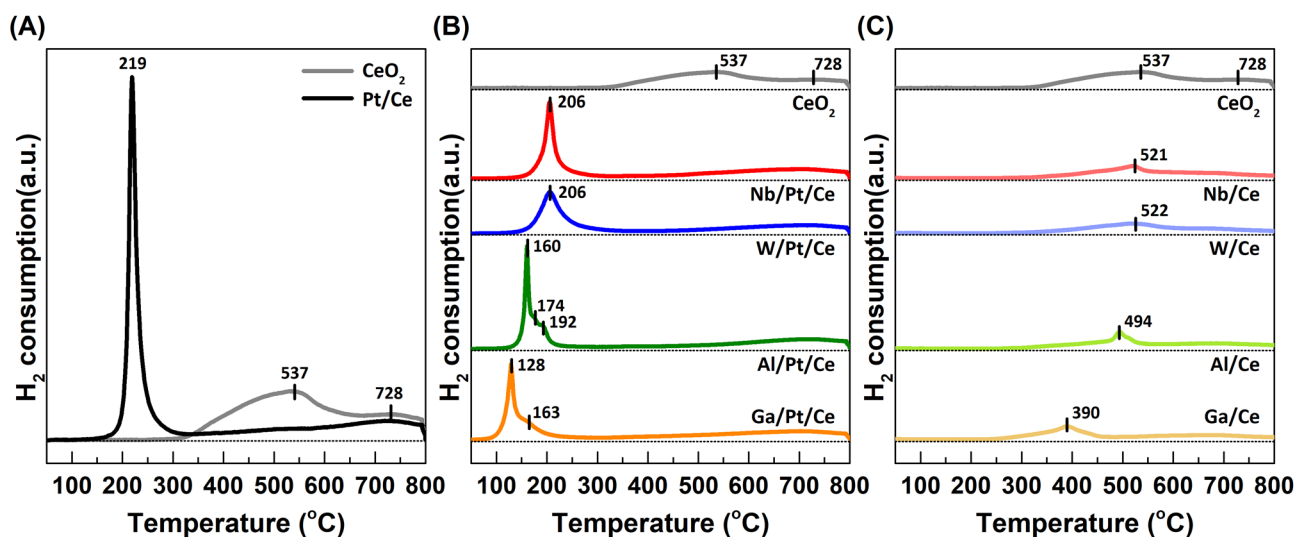 (A)
H₂ consumption(a.u.)
219
CeO₂
Pt/Ce
537
728
100 200 300 400 500 600 700 800
Temperature (°C)
(B)
H₂ consumption(a.u.)
537
728
CeO₂
206
Nb/Pt/Ce
206
W/Pt/Ce
160
174
192
Al/Pt/Ce
128
163
Ga/Pt/Ce
100 200 300 400 500 600 700 800
Temperature (°C)
(C)
H₂ consumption(a.u.)
537
728
CeO₂
521
Nb/Ce
522
W/Ce
494
Al/Ce
390
Ga/Ce
100 200 300 400 500 600 700 800
Temperature (°C)